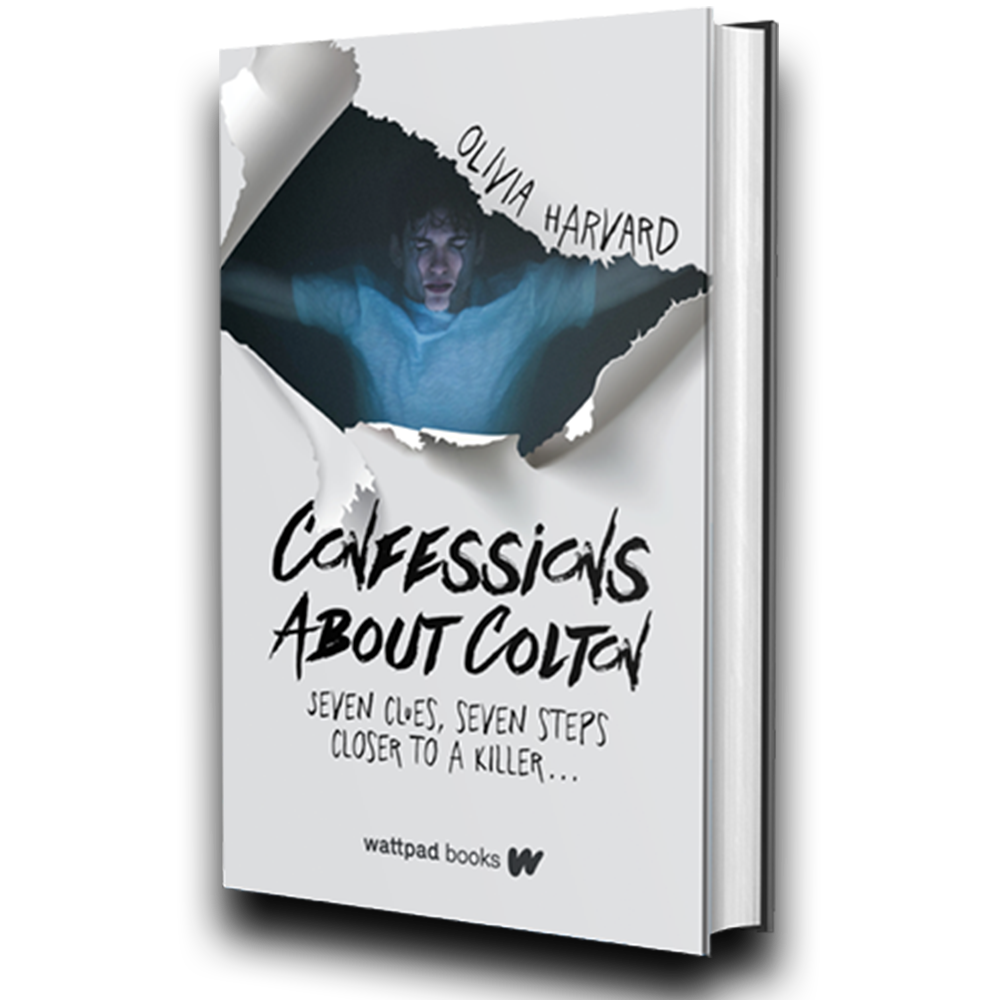 OLIVIA HARVARD
CONFESSIONS
ABOUT COLTON
SEVEN CLUES, SEVEN STEPS
CLOSER TO A KILLER...
wattpad books W